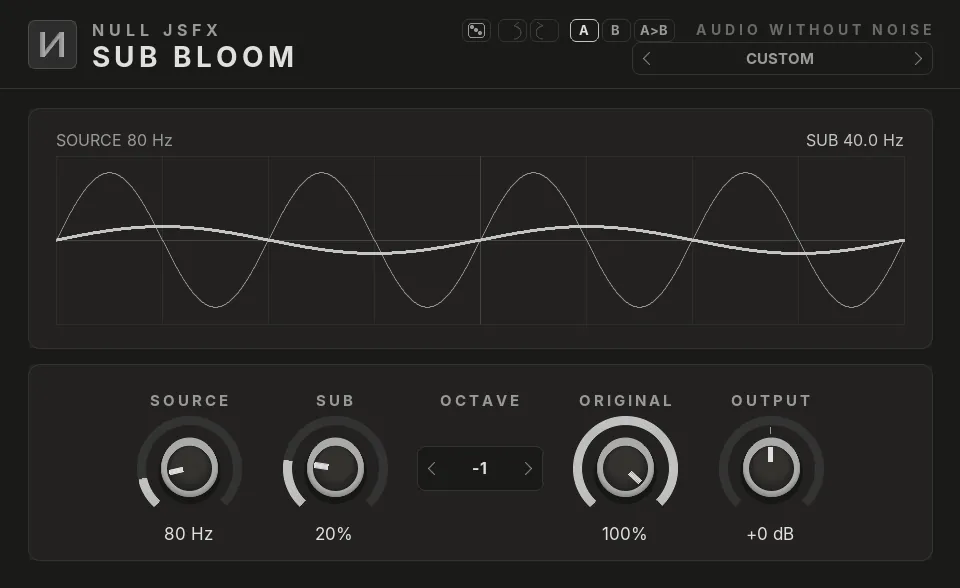 NULL JSFX
SUB BLOOM
A B A>B AUDIO WITHOUT NOISE
CUSTOM
SOURCE 80 Hz SUB 40.0 Hz
SOURCE SUB OCTAVE ORIGINAL OUTPUT
-1
80 Hz 20% 100% +0 dB